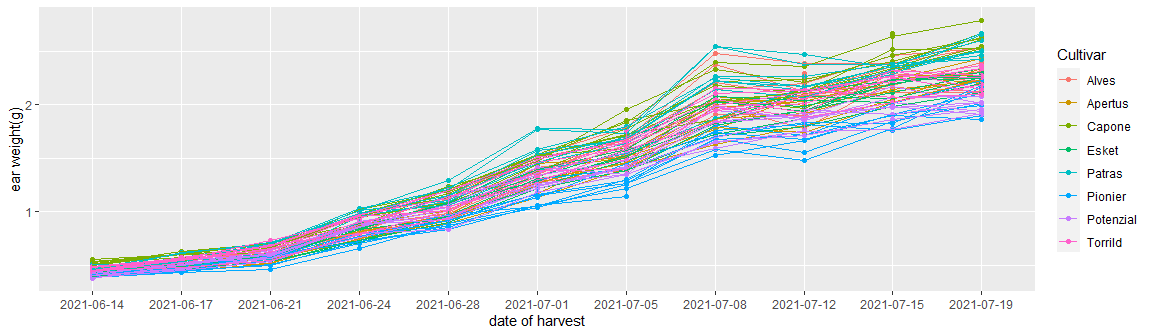 ear weight(g)
2
1
2021-06-14 2021-06-17 2021-06-21 2021-06-24 2021-06-28 2021-07-01 2021-07-05 2021-07-08 2021-07-12 2021-07-15 2021-07-19
date of harvest
Cultivar
Alves
Apertus
Capone
Esket
Patras
Pionier
Potenzial
Torrild